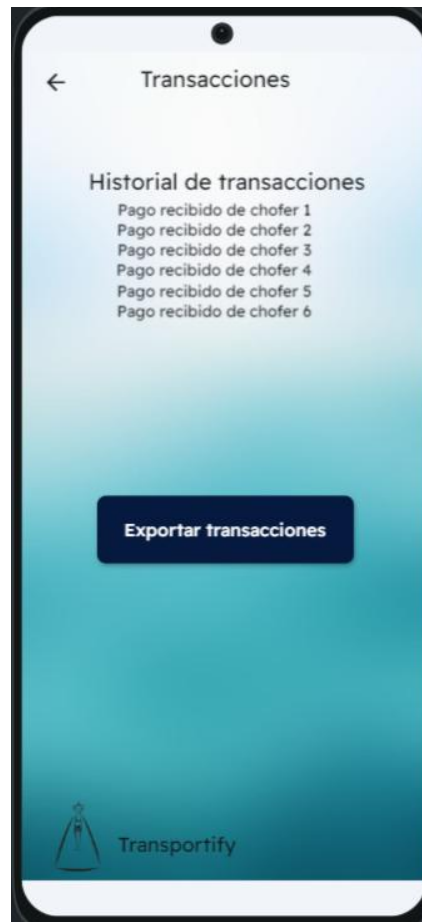 Transacciones
Historial de transacciones
Pago recibido de chofer 1
Pago recibido de chofer 2
Pago recibido de chofer 3
Pago recibido de chofer 4
Pago recibido de chofer 5
Pago recibido de chofer 6
Exportar transacciones
Transportify